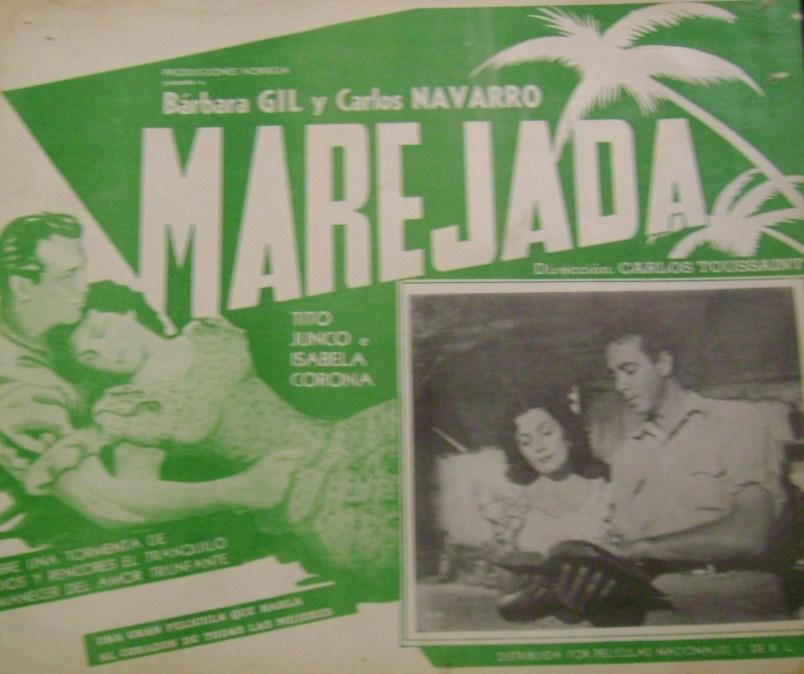 PRODUCCIONES
Bárbara GIL y Carlos NAVARRO
MAREJADA
Dirección CARLOS TOUSSAINT
TITO
JUNCO e
ISABELA
CORONA
UNA TORMENTA DE
Y RENCORES EL TRANQUILO
DEL AMOR TRIUNFANTE
UNA GRAN PELICULA QUE HABLA
AL CORAZON DE TODAS LAS MUJERES
DISTRIBUIDA POR PELICULAS NACIONALES S. DE R. L.